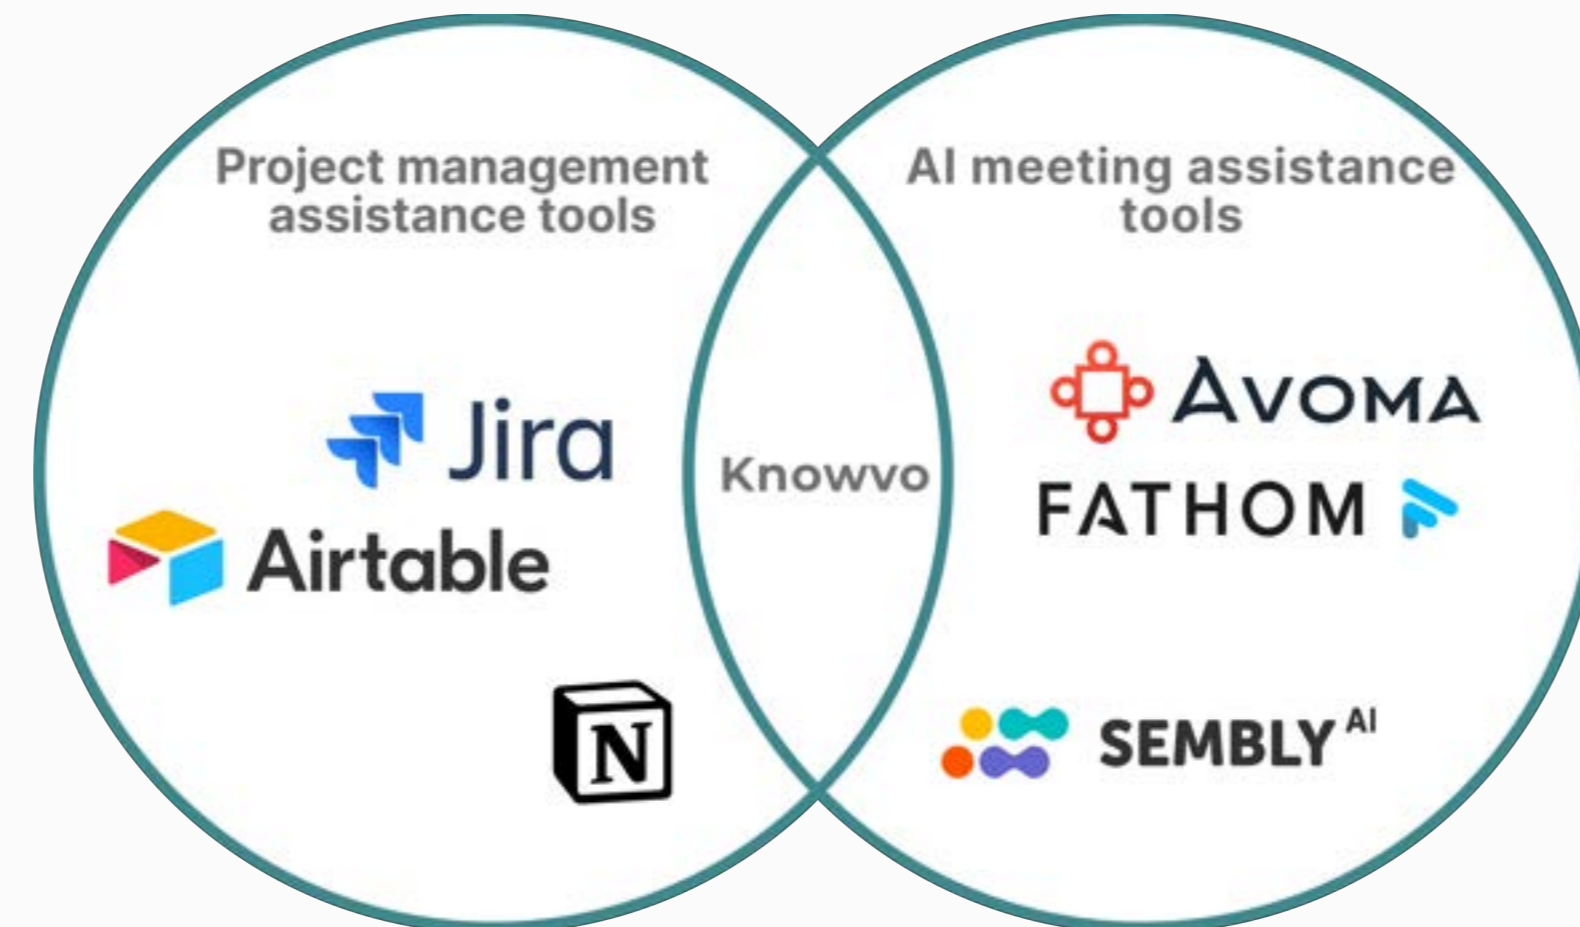 Project management
assistance tools
AI meeting assistance
tools
Jira
Airtable
N
Knowvo
AVOMA
FATHOM
SEMBLY AI